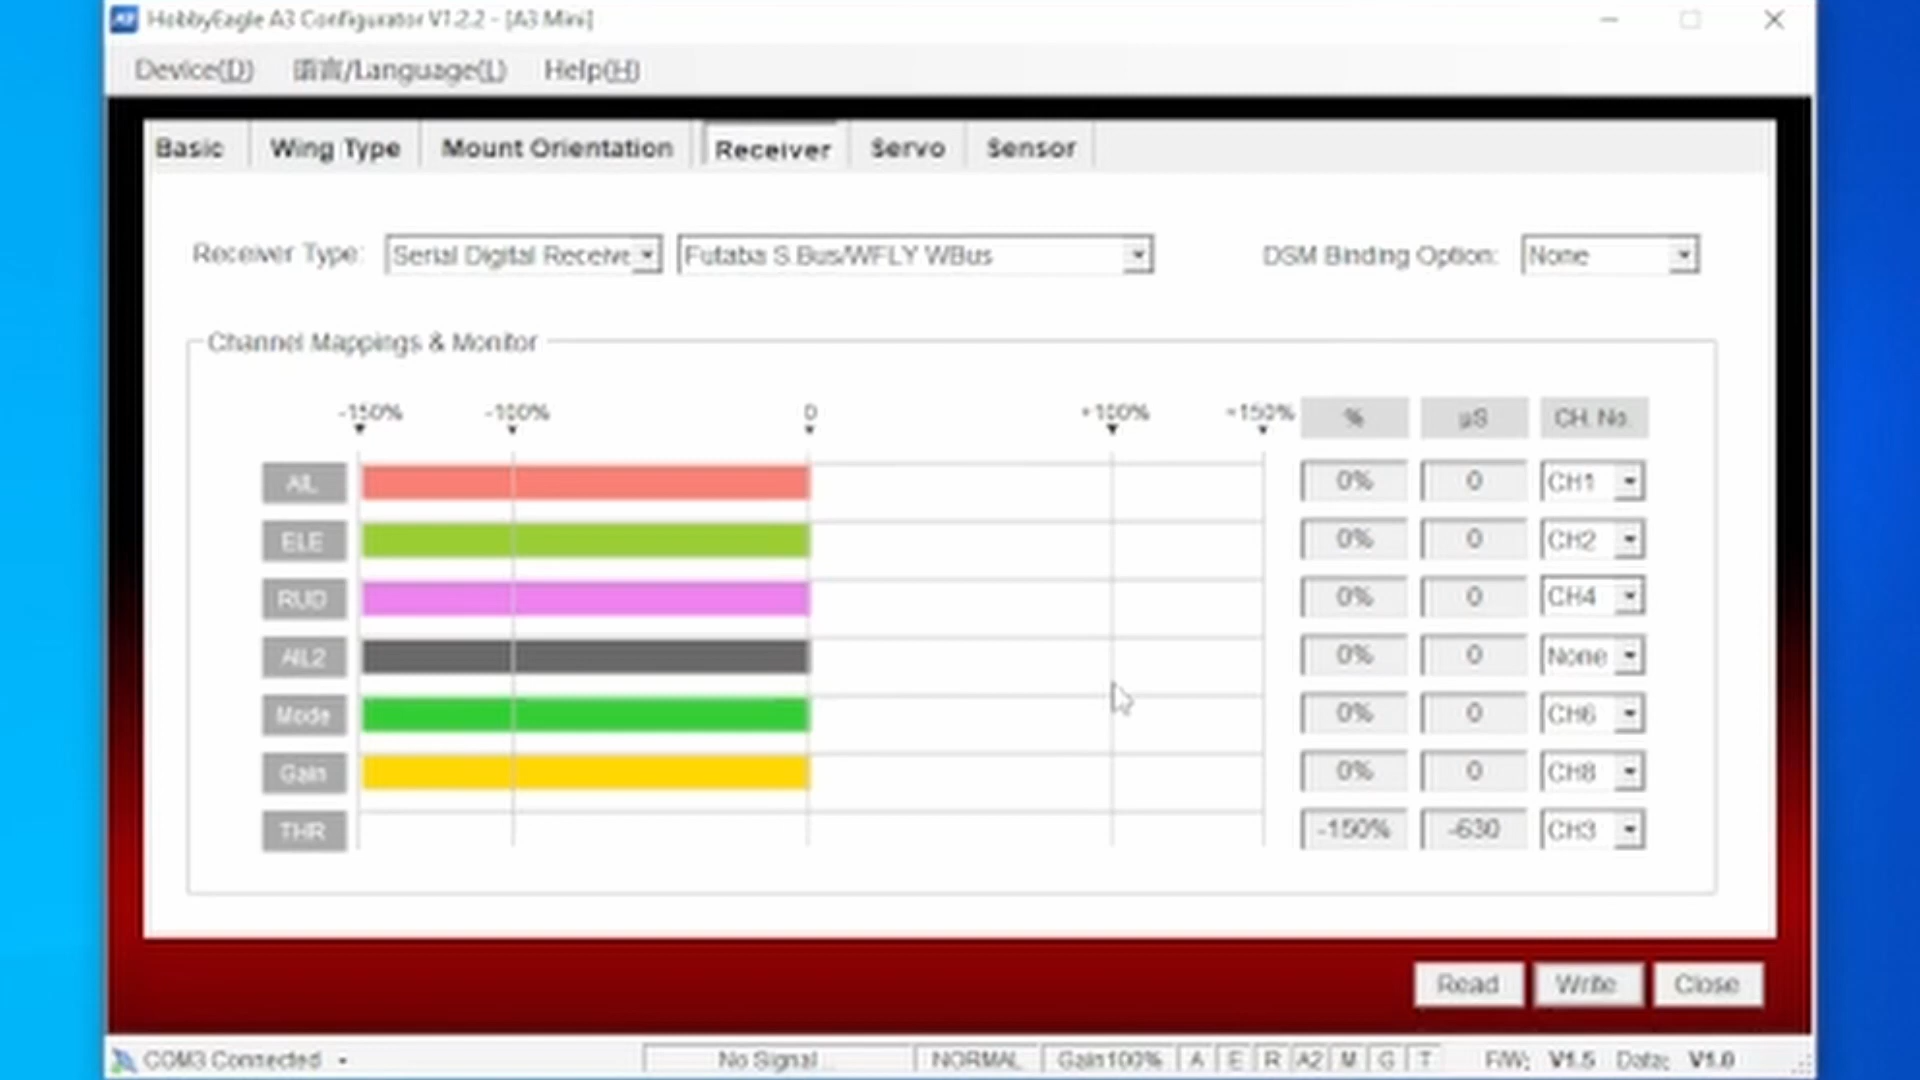 HobbyEagle A3 Configurator V1.2.2 - [A3 Mini]
Device(D) 語言/Language(L) Help(H)
Basic Wing Type Mount Orientation Receiver Servo Sensor
Receiver Type: Serial Digital Receive Futaba S.Bus/WFLY WBus DSM Binding Option: None
Channel Mappings & Monitor
-150% -100% 0 +100% +150% % µS CH. No.
AIL 0% 0 CH1
ELE 0% 0 CH2
RUD 0% 0 CH4
AIL2 0% 0 None
Mode 0% 0 CH6
Gain 0% 0 CH8
THR -150% -630 CH3
Read Write Close
COM3 Connected No Signal... NORMAL Gain100% A E R A2 M G T F/W: V1.5 Data: V1.0